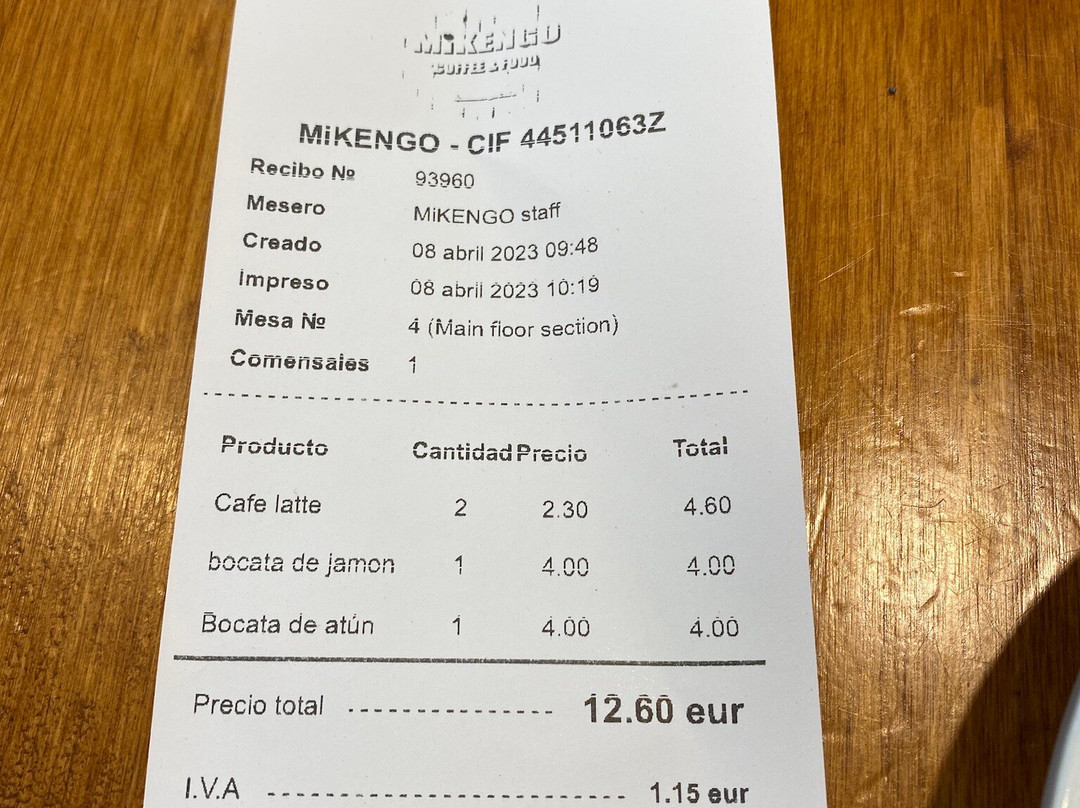 MiKENGO
COFFEE & FOOD
MiKENGO - CIF 44511063Z
Recibo Nº 93960
Mesero MiKENGO staff
Creado 08 abril 2023 09:48
Impreso 08 abril 2023 10:19
Mesa Nº 4 (Main floor section)
Comensales 1
Producto Cantidad Precio Total
Cafe latte 2 2.30 4.60
bocata de jamon 1 4.00 4.00
Bocata de atún 1 4.00 4.00
Precio total 12.60 eur
I.V.A 1.15 eur